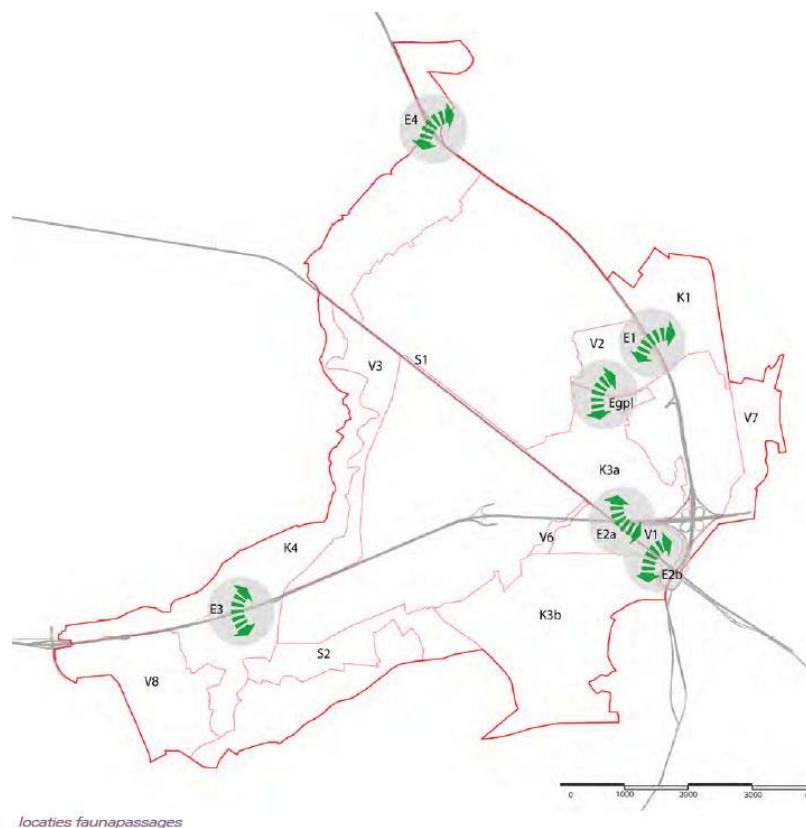 E4
K1
E1
V2
V3
S1
Egpl
V7
K3a
E2a
V1
V6
K4
E2b
E3
K3b
S2
V8
0 1000 2000 3000
locaties faunapassages